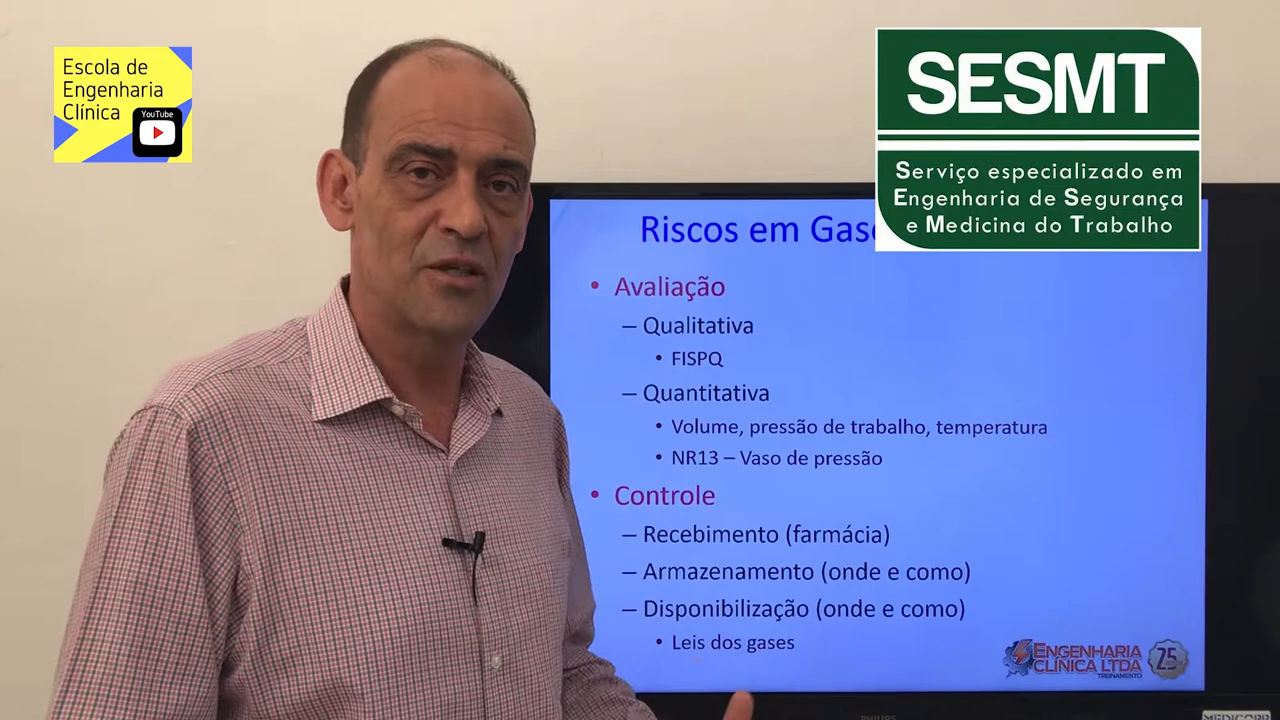 Escola de
Engenharia
Clínica
YouTube
SESMT
Serviço especializado em
Engenharia de Segurança
e Medicina do Trabalho
Riscos em Gas
• Avaliação
– Qualitativa
• FISPQ
– Quantitativa
• Volume, pressão de trabalho, temperatura
• NR13 – Vaso de pressão
• Controle
– Recebimento (farmácia)
– Armazenamento (onde e como)
– Disponibilização (onde e como)
• Leis dos gases
ENGENHARIA
CLÍNICA LTDA
TREINAMENTO
25
PHILIPS